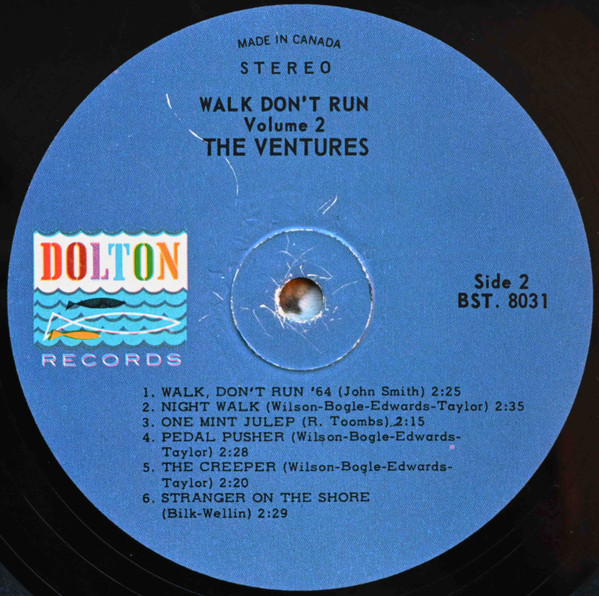 MADE IN CANADA
STEREO
WALK DON'T RUN
Volume 2
THE VENTURES
DOLTON
RECORDS
Side 2
BST. 8031
1. WALK, DON'T RUN '64 (John Smith) 2:25
2. NIGHT WALK (Wilson-Bogle-Edwards-Taylor) 2:35
3. ONE MINT JULEP (R. Toombs) 2:15
4. PEDAL PUSHER (Wilson-Bogle-Edwards-
Taylor) 2:28
5. THE CREEPER (Wilson-Bogle-Edwards-
Taylor) 2:20
6. STRANGER ON THE SHORE
(Bilk-Wellin) 2:29